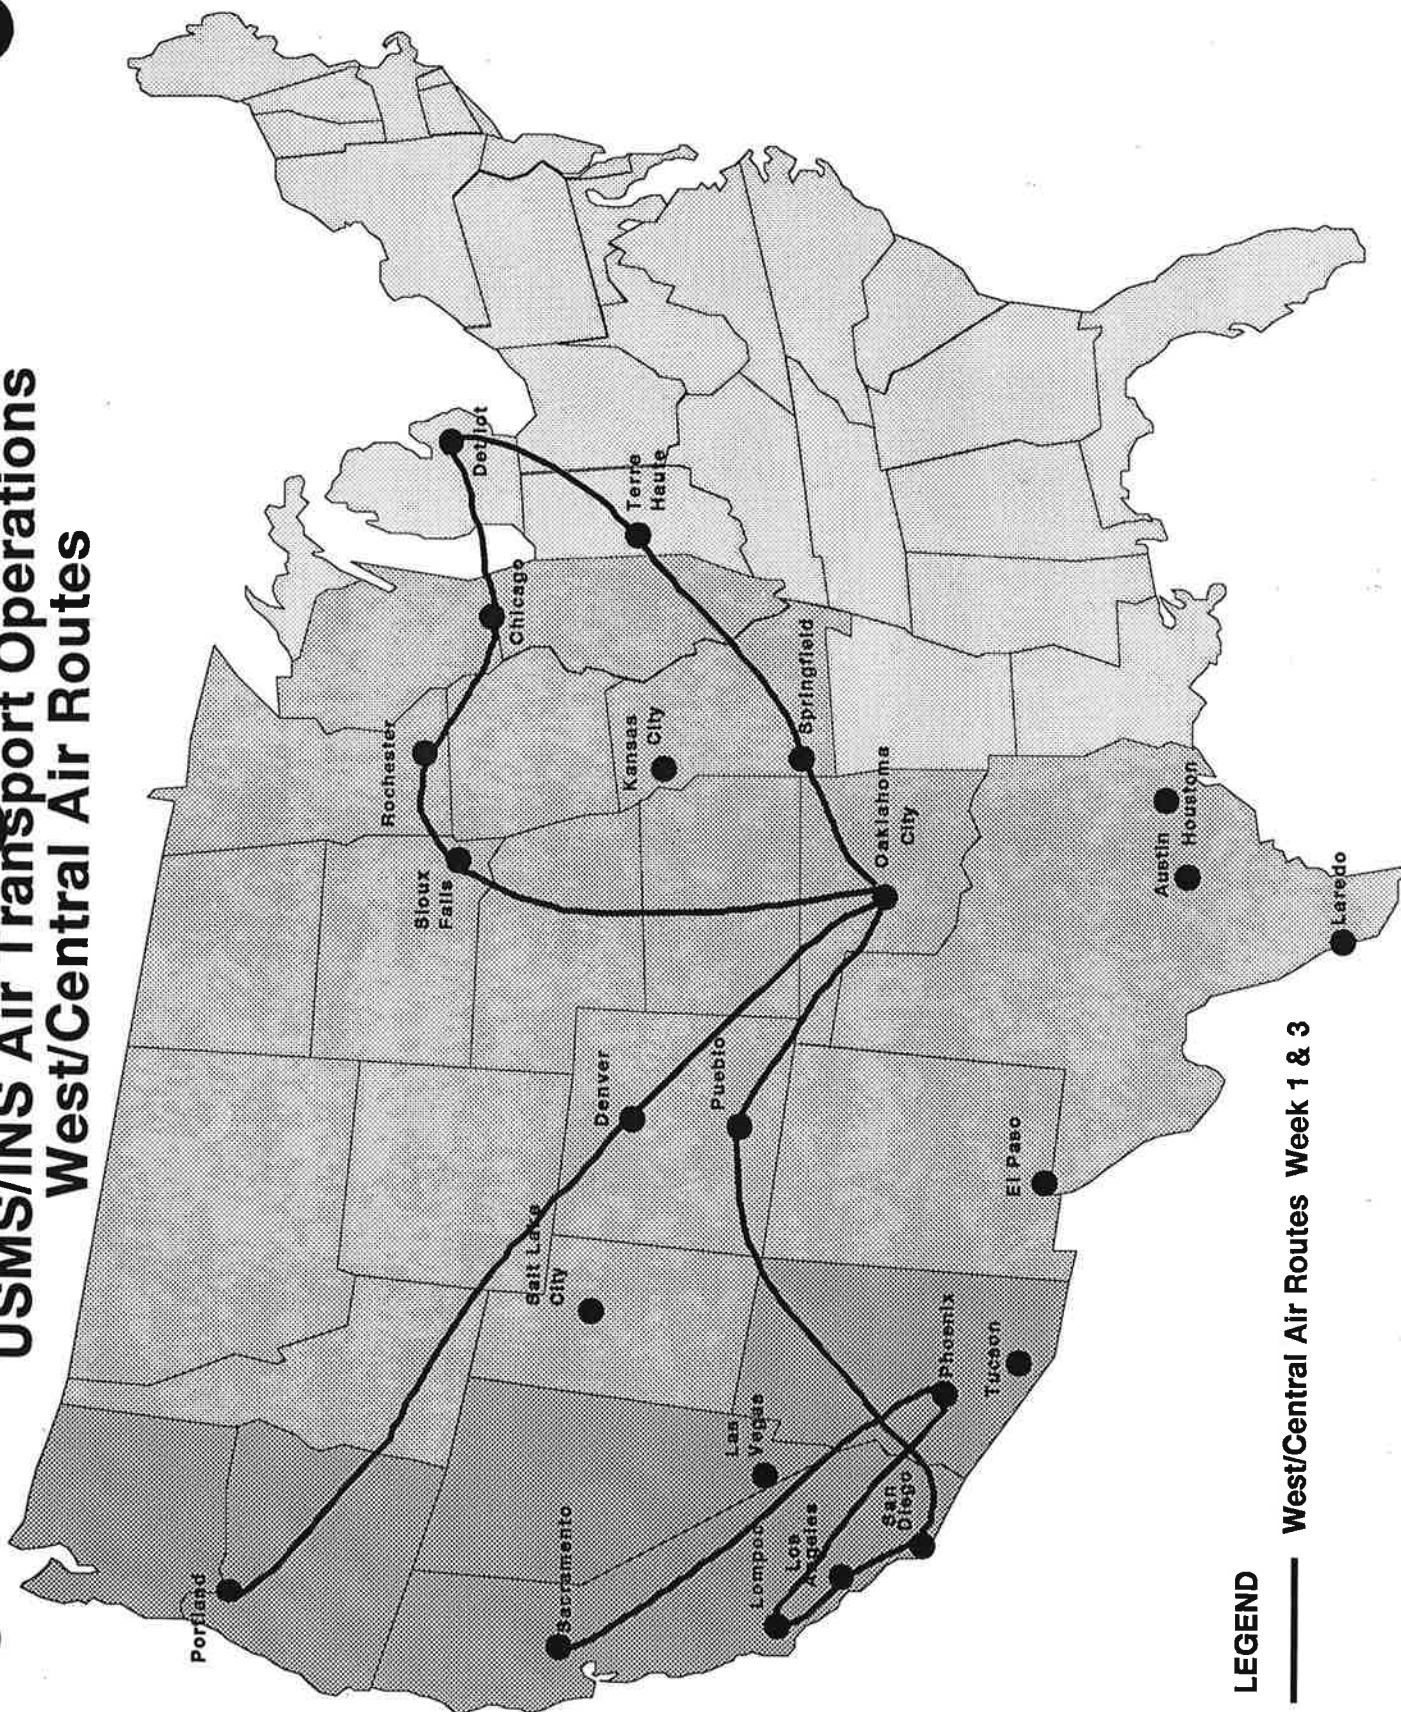 USMS/INS Air Transport Operations
West/Central Air Routes
Portland
Sacramento
Lompoc
Los
Angeles
San
Diego
Las
Vegas
Phoenix
Tucson
Salt Lake
City
Denver
Pueblo
El Paso
Sioux
Falls
Rochester
Chicago
Detriot
Terre
Haute
Kansas
City
Springfield
Oaklahoma
City
Austin
Houston
Laredo
LEGEND
West/Central Air Routes Week 1 & 3